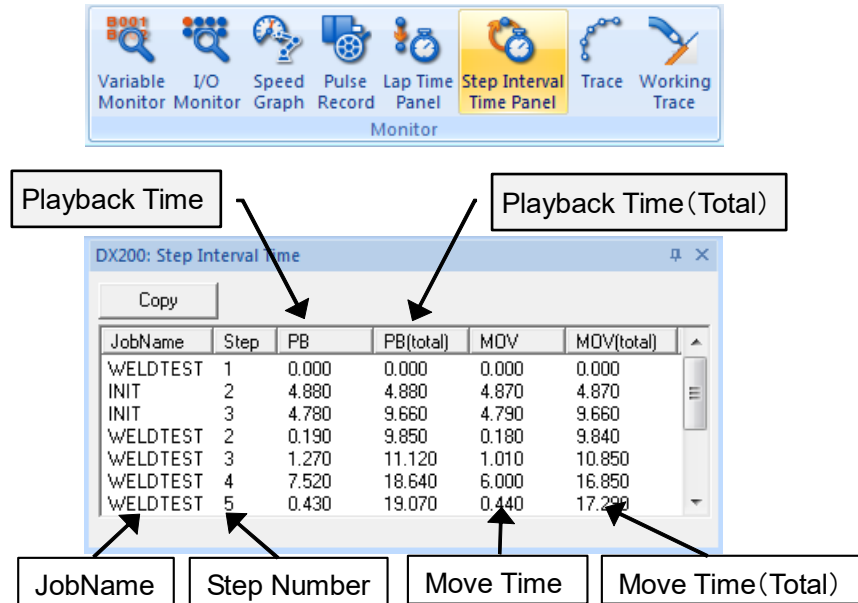 B001
Variable Monitor
I/O Monitor
Speed Graph
Pulse Record
Lap Time Panel
Step Interval Time Panel
Trace
Working Trace
Monitor
Playback Time
Playback Time(Total)
DX200: Step Interval Time
Copy
JobName Step PB PB(total) MOV MOV(total)
WELDTEST 1 0.000 0.000 0.000 0.000
INIT 2 4.880 4.880 4.870 4.870
INIT 3 4.780 9.660 4.790 9.660
WELDTEST 2 0.190 9.850 0.180 9.840
WELDTEST 3 1.270 11.120 1.010 10.850
WELDTEST 4 7.520 18.640 6.000 16.850
WELDTEST 5 0.430 19.070 0.440 17.290
JobName
Step Number
Move Time
Move Time(Total)